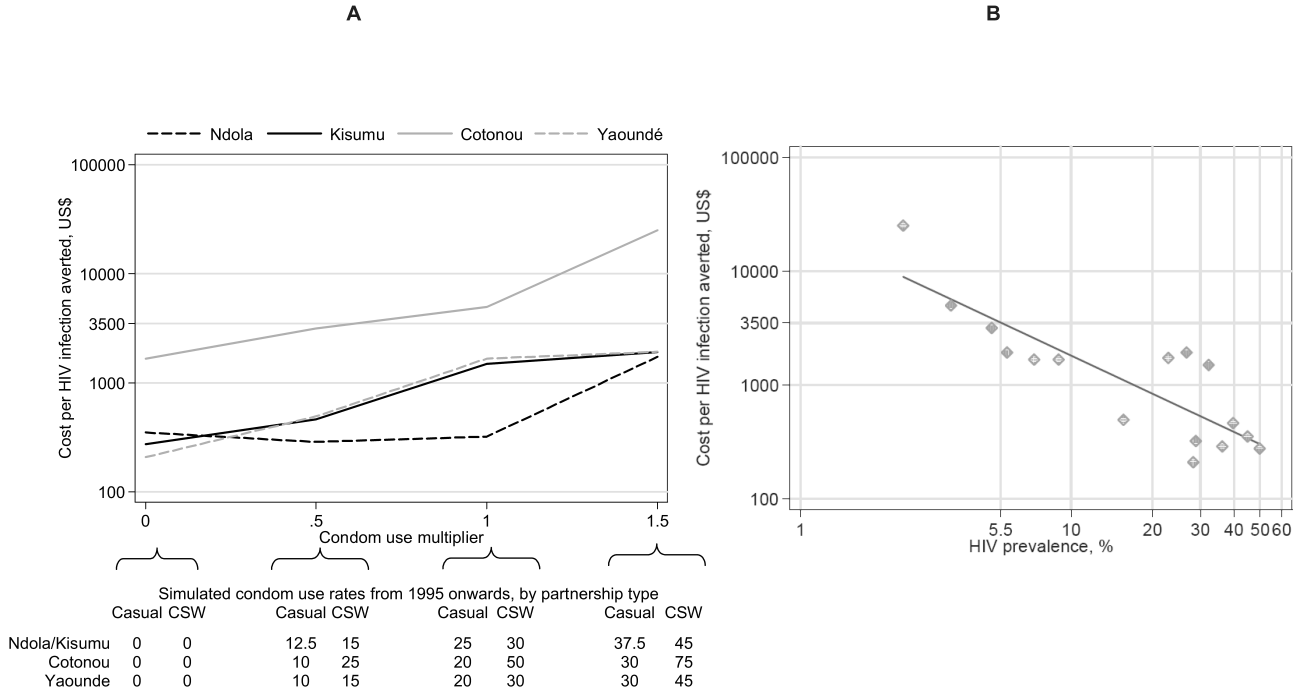 A
B
Ndola Kisumu Cotonou Yaoundé
Cost per HIV infection averted, US$
100000
10000
3500
1000
100
0 .5 1 1.5
Condom use multiplier
Simulated condom use rates from 1995 onwards, by partnership type
Casual CSW Casual CSW Casual CSW Casual CSW
Ndola/Kisumu 0 0 12.5 15 25 30 37.5 45
Cotonou 0 0 10 25 20 50 30 75
Yaounde 0 0 10 15 20 30 30 45
Cost per HIV infection averted, US$
100000
10000
3500
1000
100
1 5.5 10 20 30 40 50 60
HIV prevalence, %